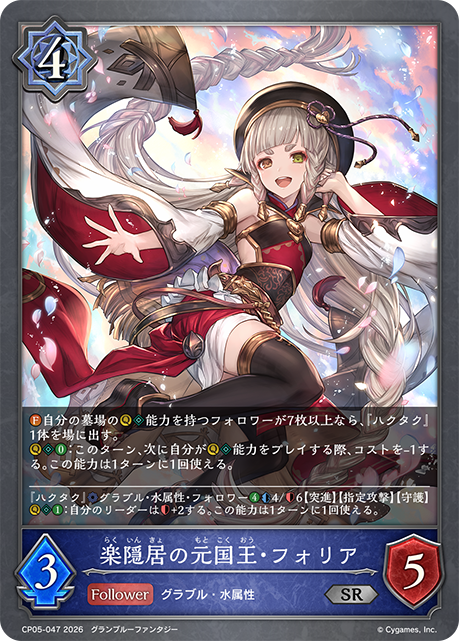 4
F 自分の墓場のQ能力を持つフォロワーが7枚以上なら、『ハクタク』
1体を場に出す。
Q 0:このターン、次に自分がQ能力をプレイする際、コストを-1す
る。この能力は1ターンに1回使える。
『ハクタク』グラブル・水属性・フォロワー 4 4/6【突進】【指定攻撃】【守護】
Q 1:自分のリーダーは+2する。この能力は1ターンに1回使える。
らくいんきょ もとこくおう
楽隠居の元国王・フォリア
3
Follower グラブル・水属性 SR
5
CP05-047 2026 グランブルーファンタジー © Cygames, Inc.